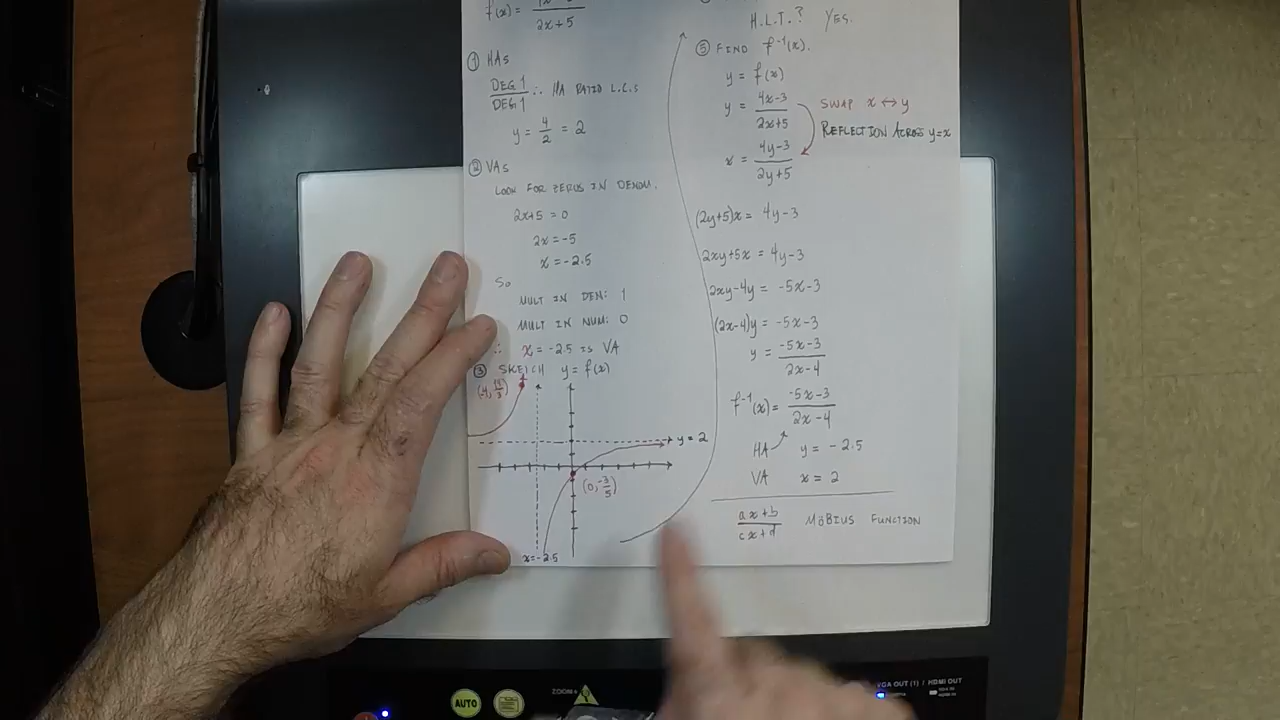 f(x) = 4x-3
2x+5
① HAs
DEG 1
DEG 1
∴ HA RATIO L.C.s
y = 4/2 = 2
② VAs
LOOK FOR ZEROS IN DENOM.
2x+5 = 0
2x = -5
x = -2.5
So
MULT IN DEN: 1
MULT IN NUM: 0
∴ x = -2.5 is VA
③ SKETCH y = f(x)
y = 2
(0, -3/5)
x = -2.5
H.L.T.? YES.
⑤ FIND f⁻¹(x).
y = f(x)
y = 4x-3
2x+5
SWAP x ↔ y
REFLECTION ACROSS y=x
x = 4y-3
2y+5
(2y+5)x = 4y-3
2xy+5x = 4y-3
2xy-4y = -5x-3
(2x-4)y = -5x-3
y = -5x-3
2x-4
f⁻¹(x) = -5x-3
2x-4
HA y = -2.5
VA x = 2
ax+b
cx+d
MÖBIUS FUNCTION
AUTO
ZOOM+
VGA OUT (1) / HDMI OUT